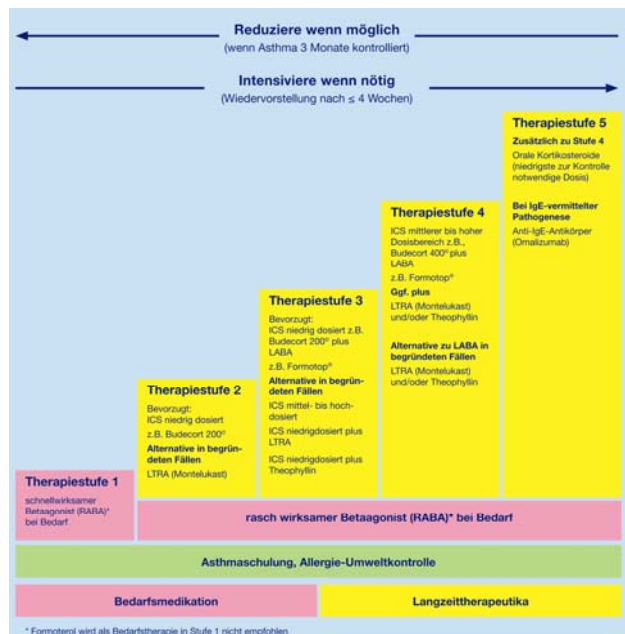 Reduziere wenn möglich
(wenn Asthma 3 Monate kontrolliert)
Intensiviere wenn nötig
(Wiedervorstellung nach ≤ 4 Wochen)
Therapiestufe 5
Zusätzlich zu Stufe 4
Orale Kortikosteroide
(niedrigste zur Kontrolle
notwendige Dosis)
Bei IgE-vermittelter
Pathogenese
Anti-IgE-Antikörper
(Omalizumab)
Therapiestufe 4
ICS mittlerer bis hoher
Dosisbereich z.B.,
Budecort 400® plus
LABA
z.B. Formotop®
Ggf. plus
LTRA (Montelukast)
und/oder Theophyllin
Alternative zu LABA in
begründeten Fällen
LTRA (Montelukast)
und/oder Theophyllin
Therapiestufe 3
Bevorzugt:
ICS niedrig dosiert z.B.
Budecort 200® plus
LABA
z.B. Formotop®
Alternative in begrün-
deten Fällen
ICS mittel- bis hoch-
dosiert
ICS niedrigdosiert plus
LTRA
ICS niedrigdosiert plus
Theophyllin
Therapiestufe 2
Bevorzugt:
ICS niedrig dosiert
z.B. Budecort 200®
Alternative in begrün-
deten Fällen
LTRA (Montelukast)
Therapiestufe 1
schnellwirksamer
Betaagonist (RABA)*
bei Bedarf
rasch wirksamer Betaagonist (RABA)* bei Bedarf
Asthmaschulung, Allergie-Umweltkontrolle
Bedarfsmedikation
Langzeittherapeutika
* Formoterol wird als Bedarfstherapie in Stufe 1 nicht empfohlen